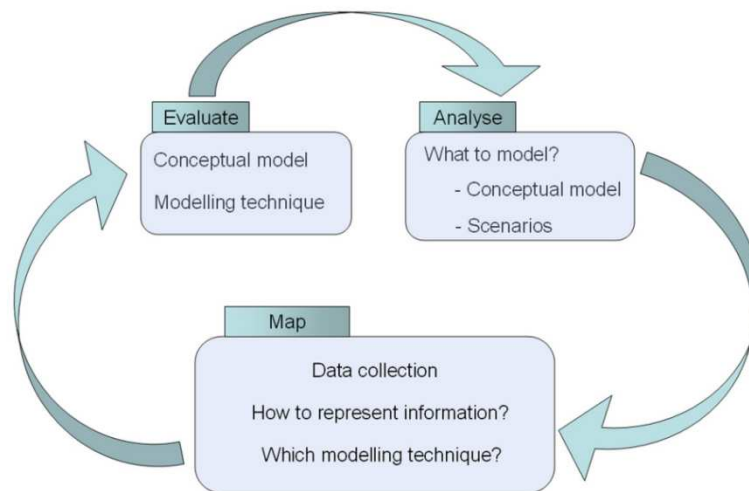 Evaluate
Conceptual model
Modelling technique
Analyse
What to model?
- Conceptual model
- Scenarios
Map
Data collection
How to represent information?
Which modelling technique?